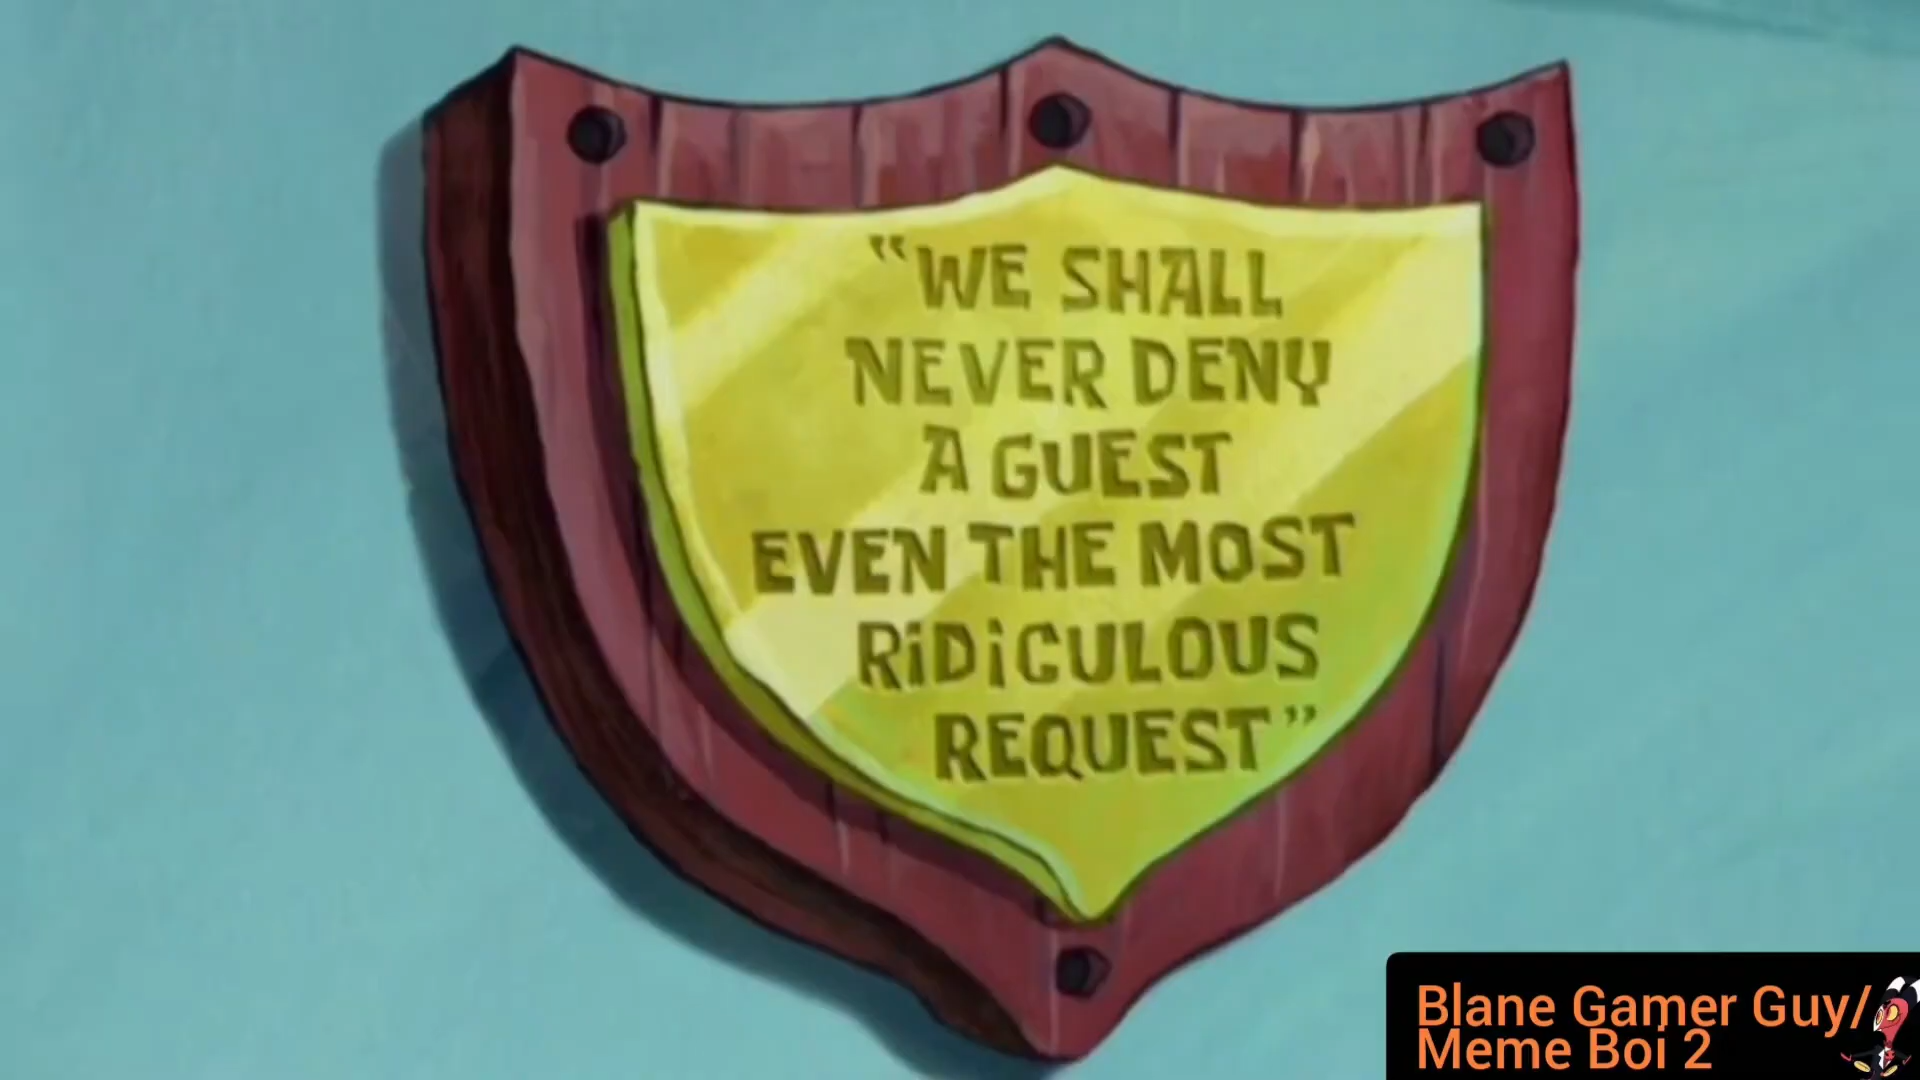 “WE SHALL
NEVER DENY
A GUEST
EVEN THE MOST
RiDiCULOUS
REQUEST”
Blane Gamer Guy/
Meme Boi 2